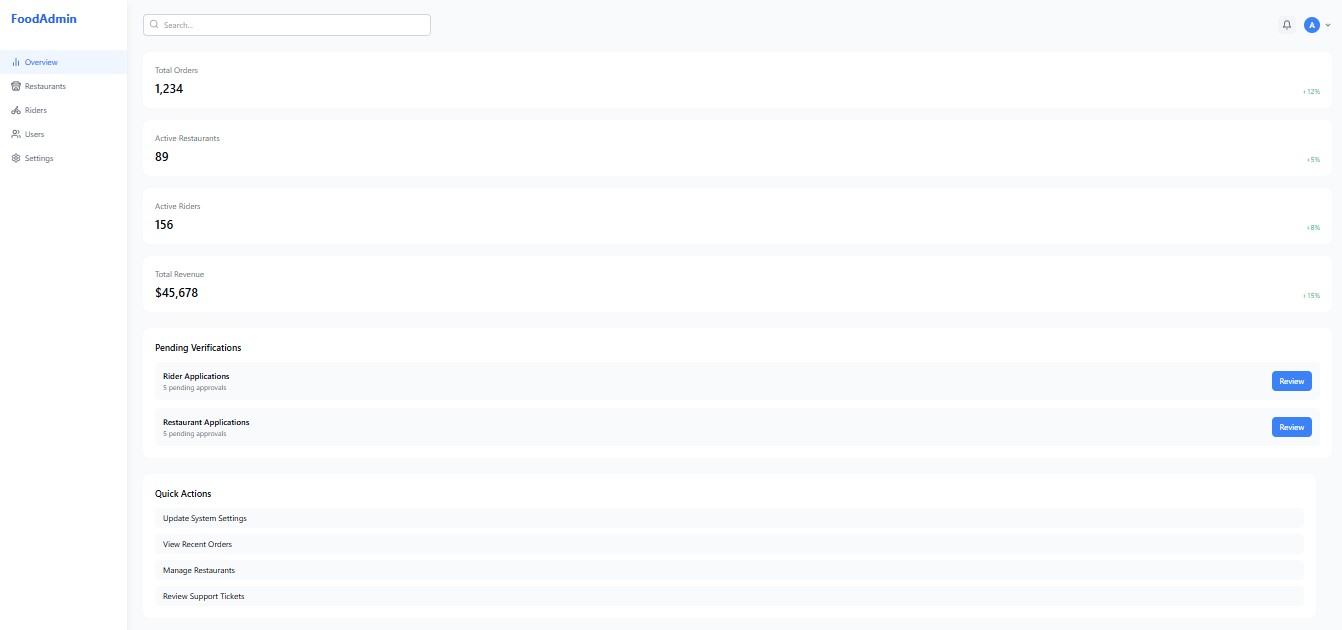 FoodAdmin
Search...
A
Overview
Restaurants
Riders
Users
Settings
Total Orders
1,234
+12%
Active Restaurants
89
+5%
Active Riders
156
+8%
Total Revenue
$45,678
+15%
Pending Verifications
Rider Applications
5 pending approvals
Review
Restaurant Applications
5 pending approvals
Review
Quick Actions
Update System Settings
View Recent Orders
Manage Restaurants
Review Support Tickets